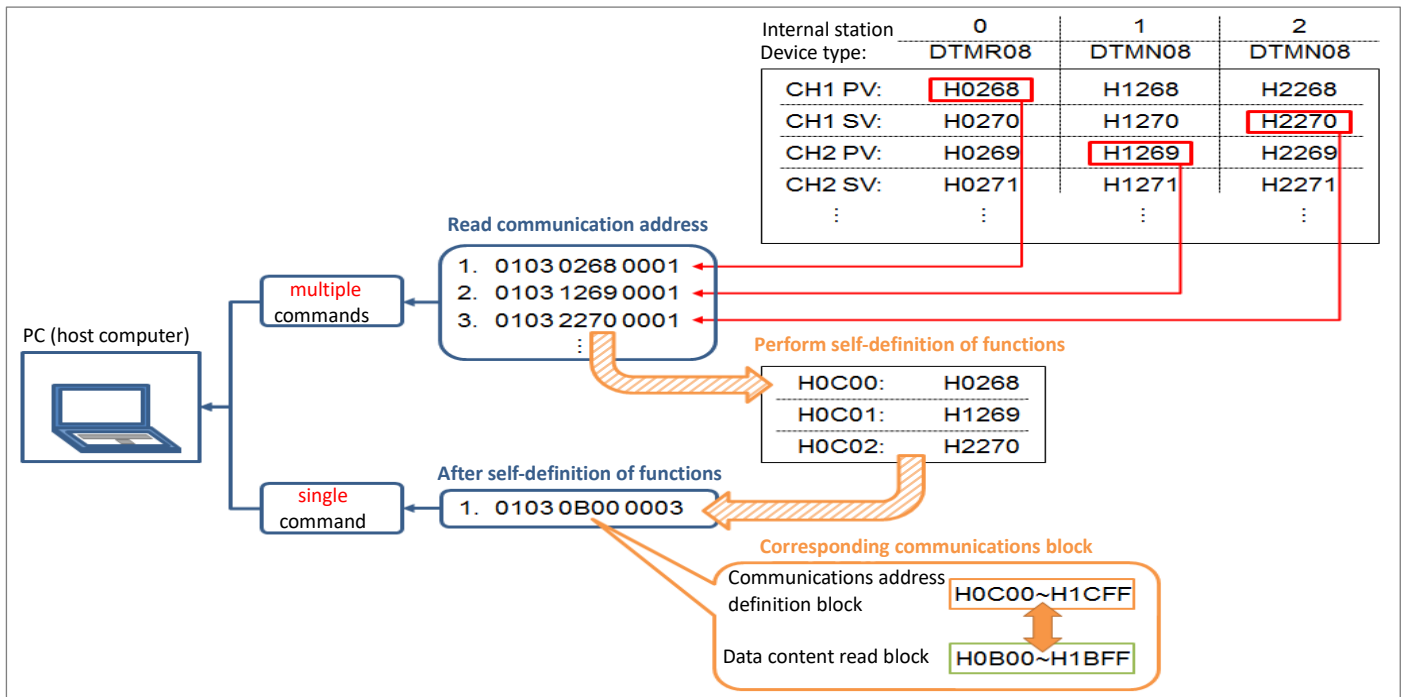 Internal station 0 1 2
Device type: DTMR08 DTMN08 DTMN08
CH1 PV: H0268 H1268 H2268
CH1 SV: H0270 H1270 H2270
CH2 PV: H0269 H1269 H2269
CH2 SV: H0271 H1271 H2271
⋮ ⋮ ⋮ ⋮
Read communication address
1. 0103 0268 0001
2. 0103 1269 0001
3. 0103 2270 0001
⋮
multiple
commands
PC (host computer)
Perform self-definition of functions
H0C00: H0268
H0C01: H1269
H0C02: H2270
After self-definition of functions
1. 0103 0B00 0003
single
command
Corresponding communications block
Communications address
definition block
H0C00~H1CFF
Data content read block
H0B00~H1BFF